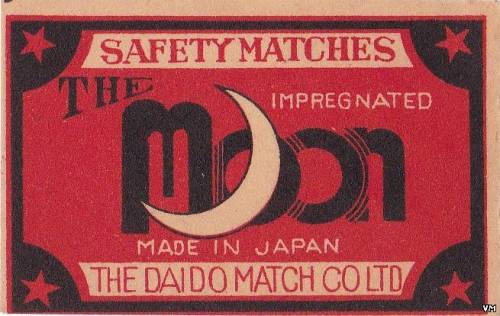 SAFETY MATCHES
THE
IMPREGNATED
moon
MADE IN JAPAN
THE DAIDO MATCH CO LTD
VM